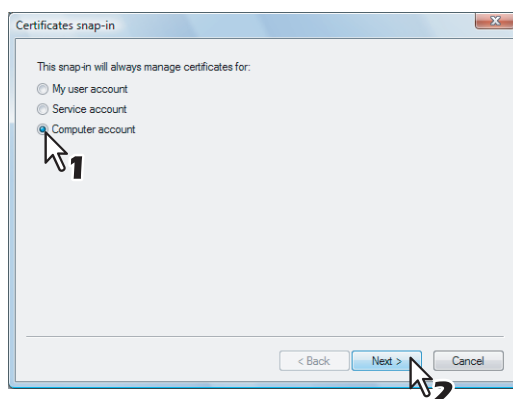 Certificates snap-in
This snap-in will always manage certificates for:
My user account
Service account
Computer account
1
< Back Next > Cancel
2